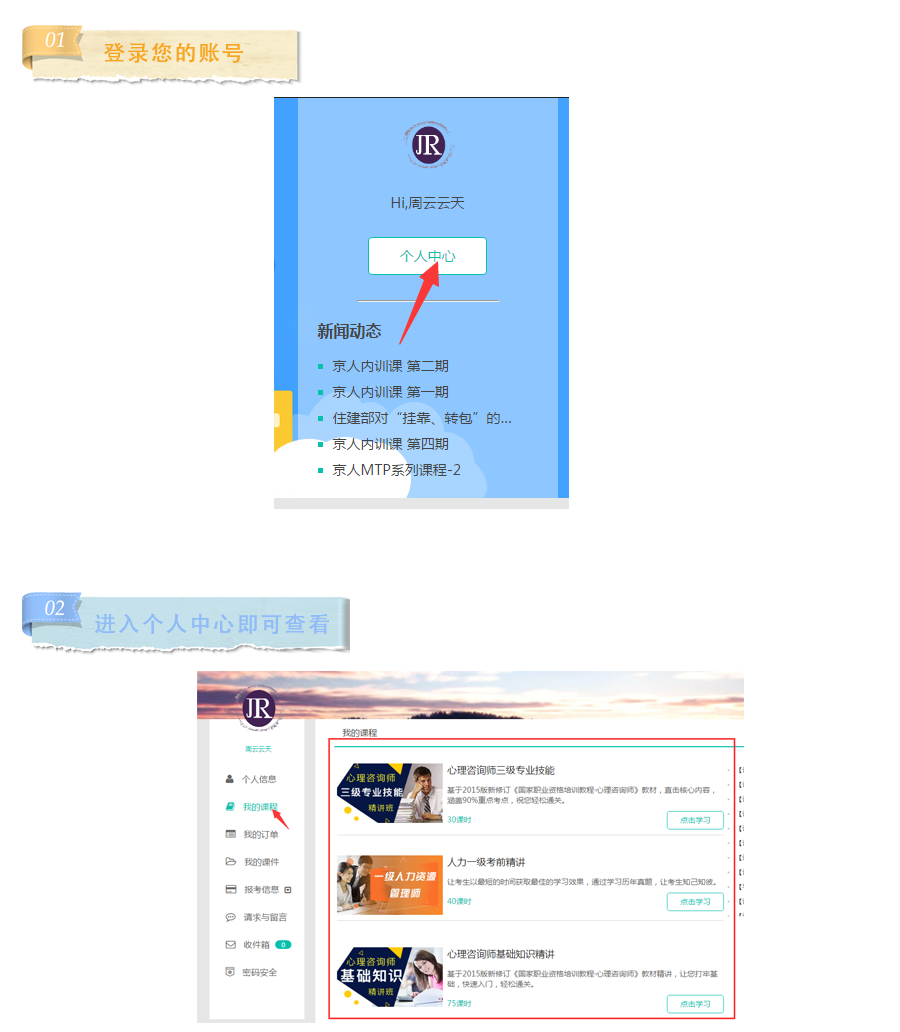 01
登录您的账号
JR
Hi,周云云天
个人中心
新闻动态
京人内训课 第二期
京人内训课 第一期
住建部对“挂靠、转包”的...
京人内训课 第四期
京人MTP系列课程-2
02
进入个人中心即可查看
JR
周云云天
个人信息
我的课程
我的订单
我的课件
报考信息
请求与留言
收件箱 0
密码安全
我的课程
心理咨询师
三级专业技能
精讲班
心理咨询师三级专业技能
基于2015版新修订《国家职业资格培训教程-心理咨询师》教材，直击核心内容，
涵盖90%重点考点，祝您轻松通关。
30课时
点击学习
一级人力资源
管理师
人力一级考前精讲
让考生以最短的时间获取最佳的学习效果，通过学习历年真题，让考生知己知彼。
40课时
点击学习
心理咨询师
基础知识
精讲班
心理咨询师基础知识精讲
基于2015版新修订《国家职业资格培训教程-心理咨询师》教材精讲，让您打牢基
础，快速入门，轻松通关。
75课时
点击学习